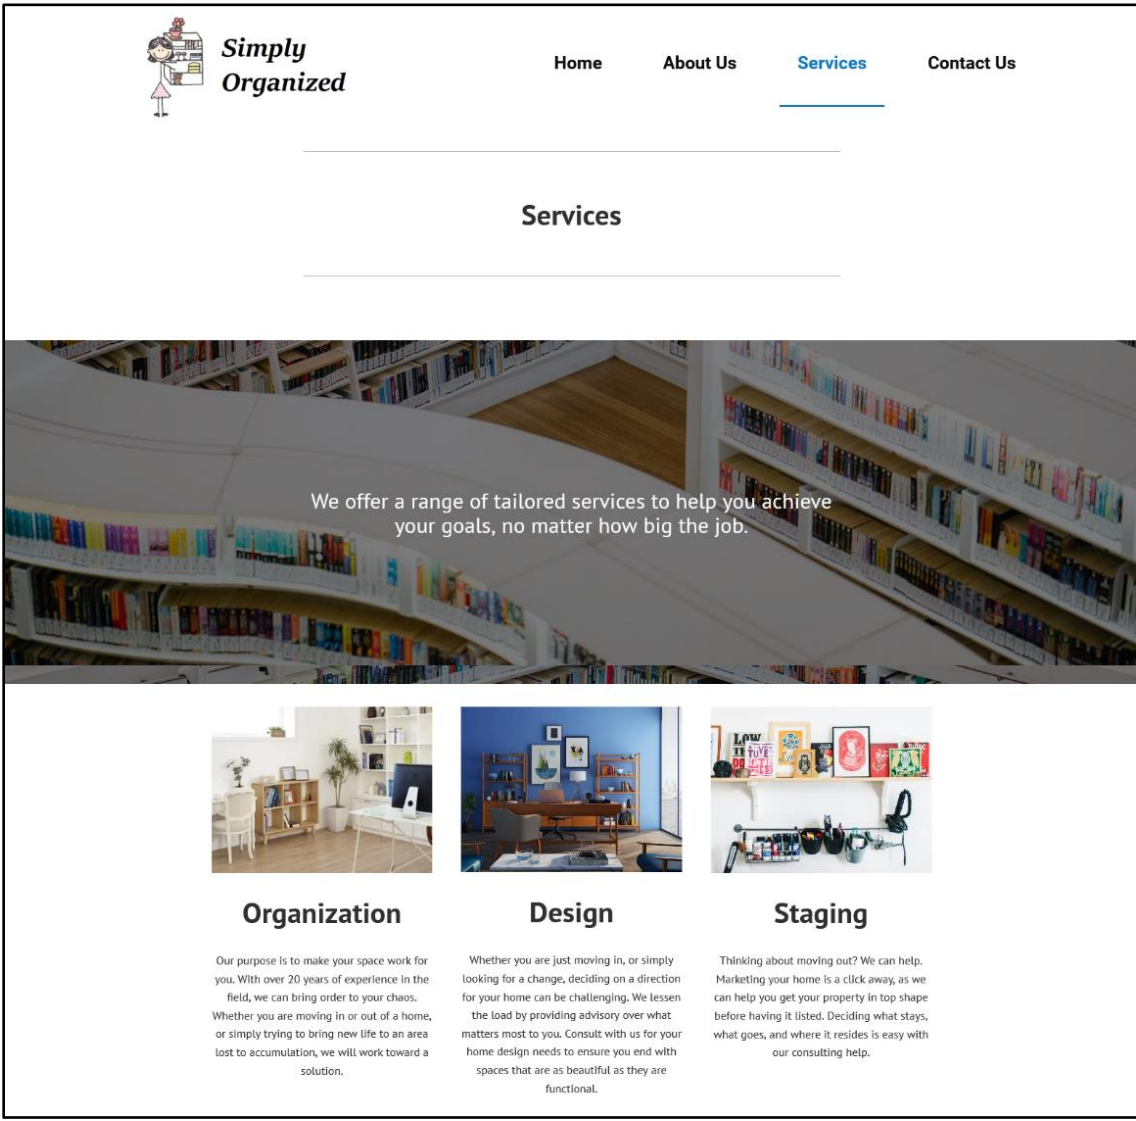 Simply
Organized
Home About Us Services Contact Us
Services
We offer a range of tailored services to help you achieve
your goals, no matter how big the job.
LOW
Organization
Our purpose is to make your space work for
you. With over 20 years of experience in the
field, we can bring order to your chaos.
Whether you are moving in or out of a home,
or simply trying to bring new life to an area
lost to accumulation, we will work toward a
solution.
Design
Whether you are just moving in, or simply
looking for a change, deciding on a direction
for your home can be challenging. We lessen
the load by providing advisory over what
matters most to you. Consult with us for your
home design needs to ensure you end with
spaces that are as beautiful as they are
functional.
Staging
Thinking about moving out? We can help.
Marketing your home is a click away, as we
can help you get your property in top shape
before having it listed. Deciding what stays,
what goes, and where it resides is easy with
our consulting help.